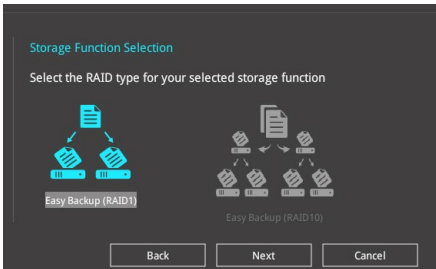 Storage Function Selection
Select the RAID type for your selected storage function
Easy Backup (RAID1)
Easy Backup (RAID10)
Back
Next
Cancel